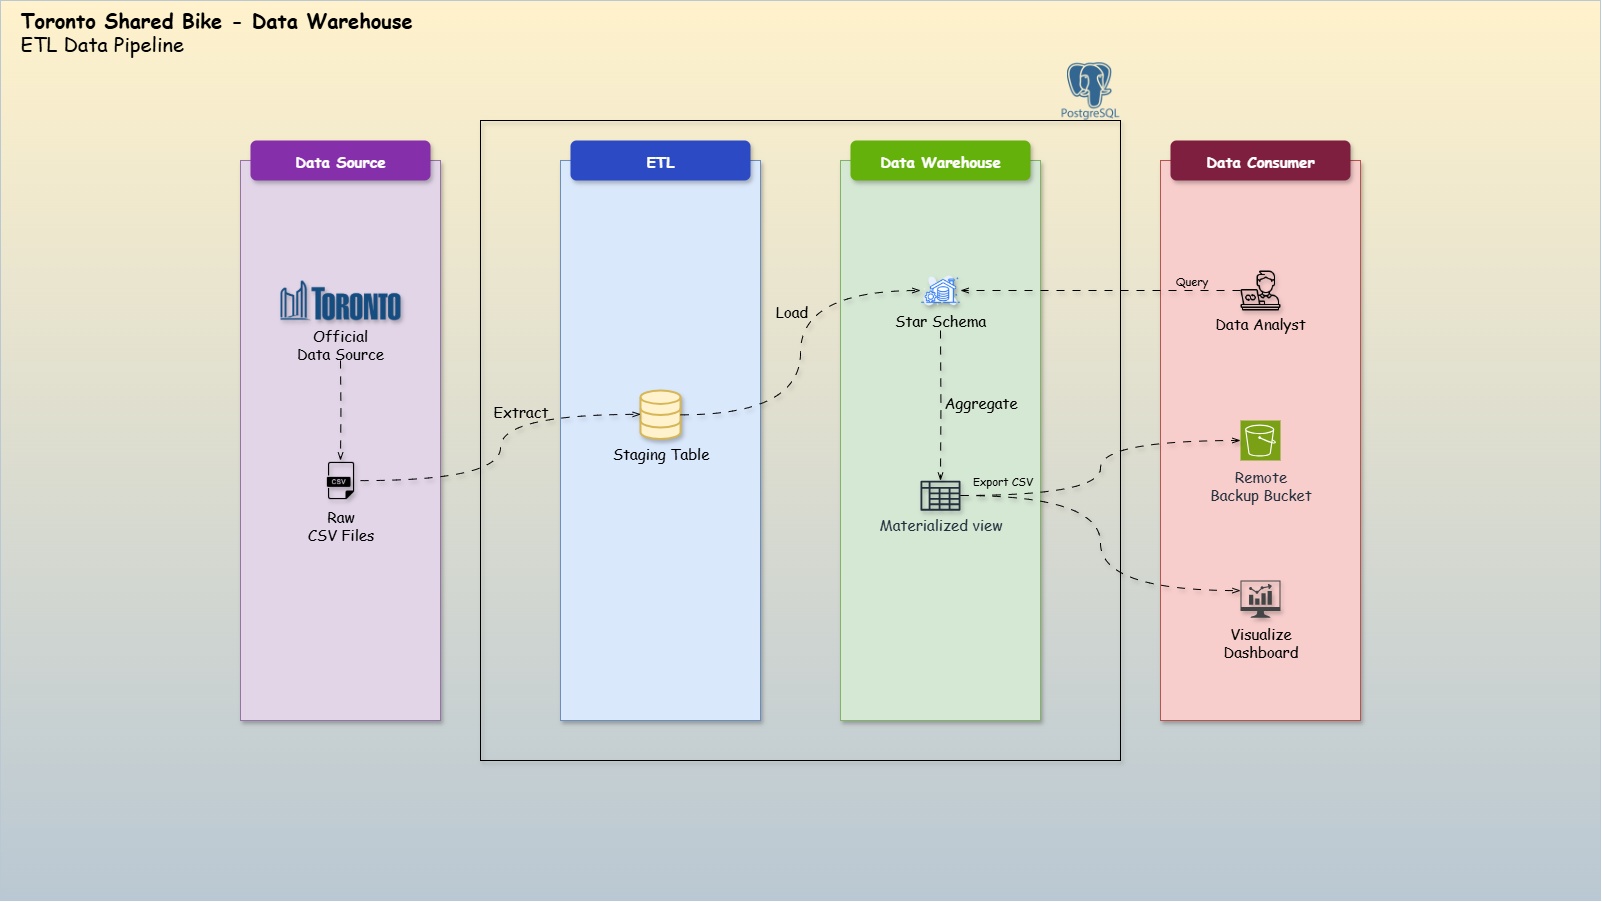 Toronto Shared Bike - Data Warehouse
ETL Data Pipeline
PostgreSQL
Data Source
ETL
Data Warehouse
Data Consumer
TORONTO
Official
Data Source
CSV
Raw
CSV Files
Extract
Staging Table
Load
Star Schema
Aggregate
Materialized view
Export CSV
Query
Data Analyst
Remote
Backup Bucket
Visualize
Dashboard